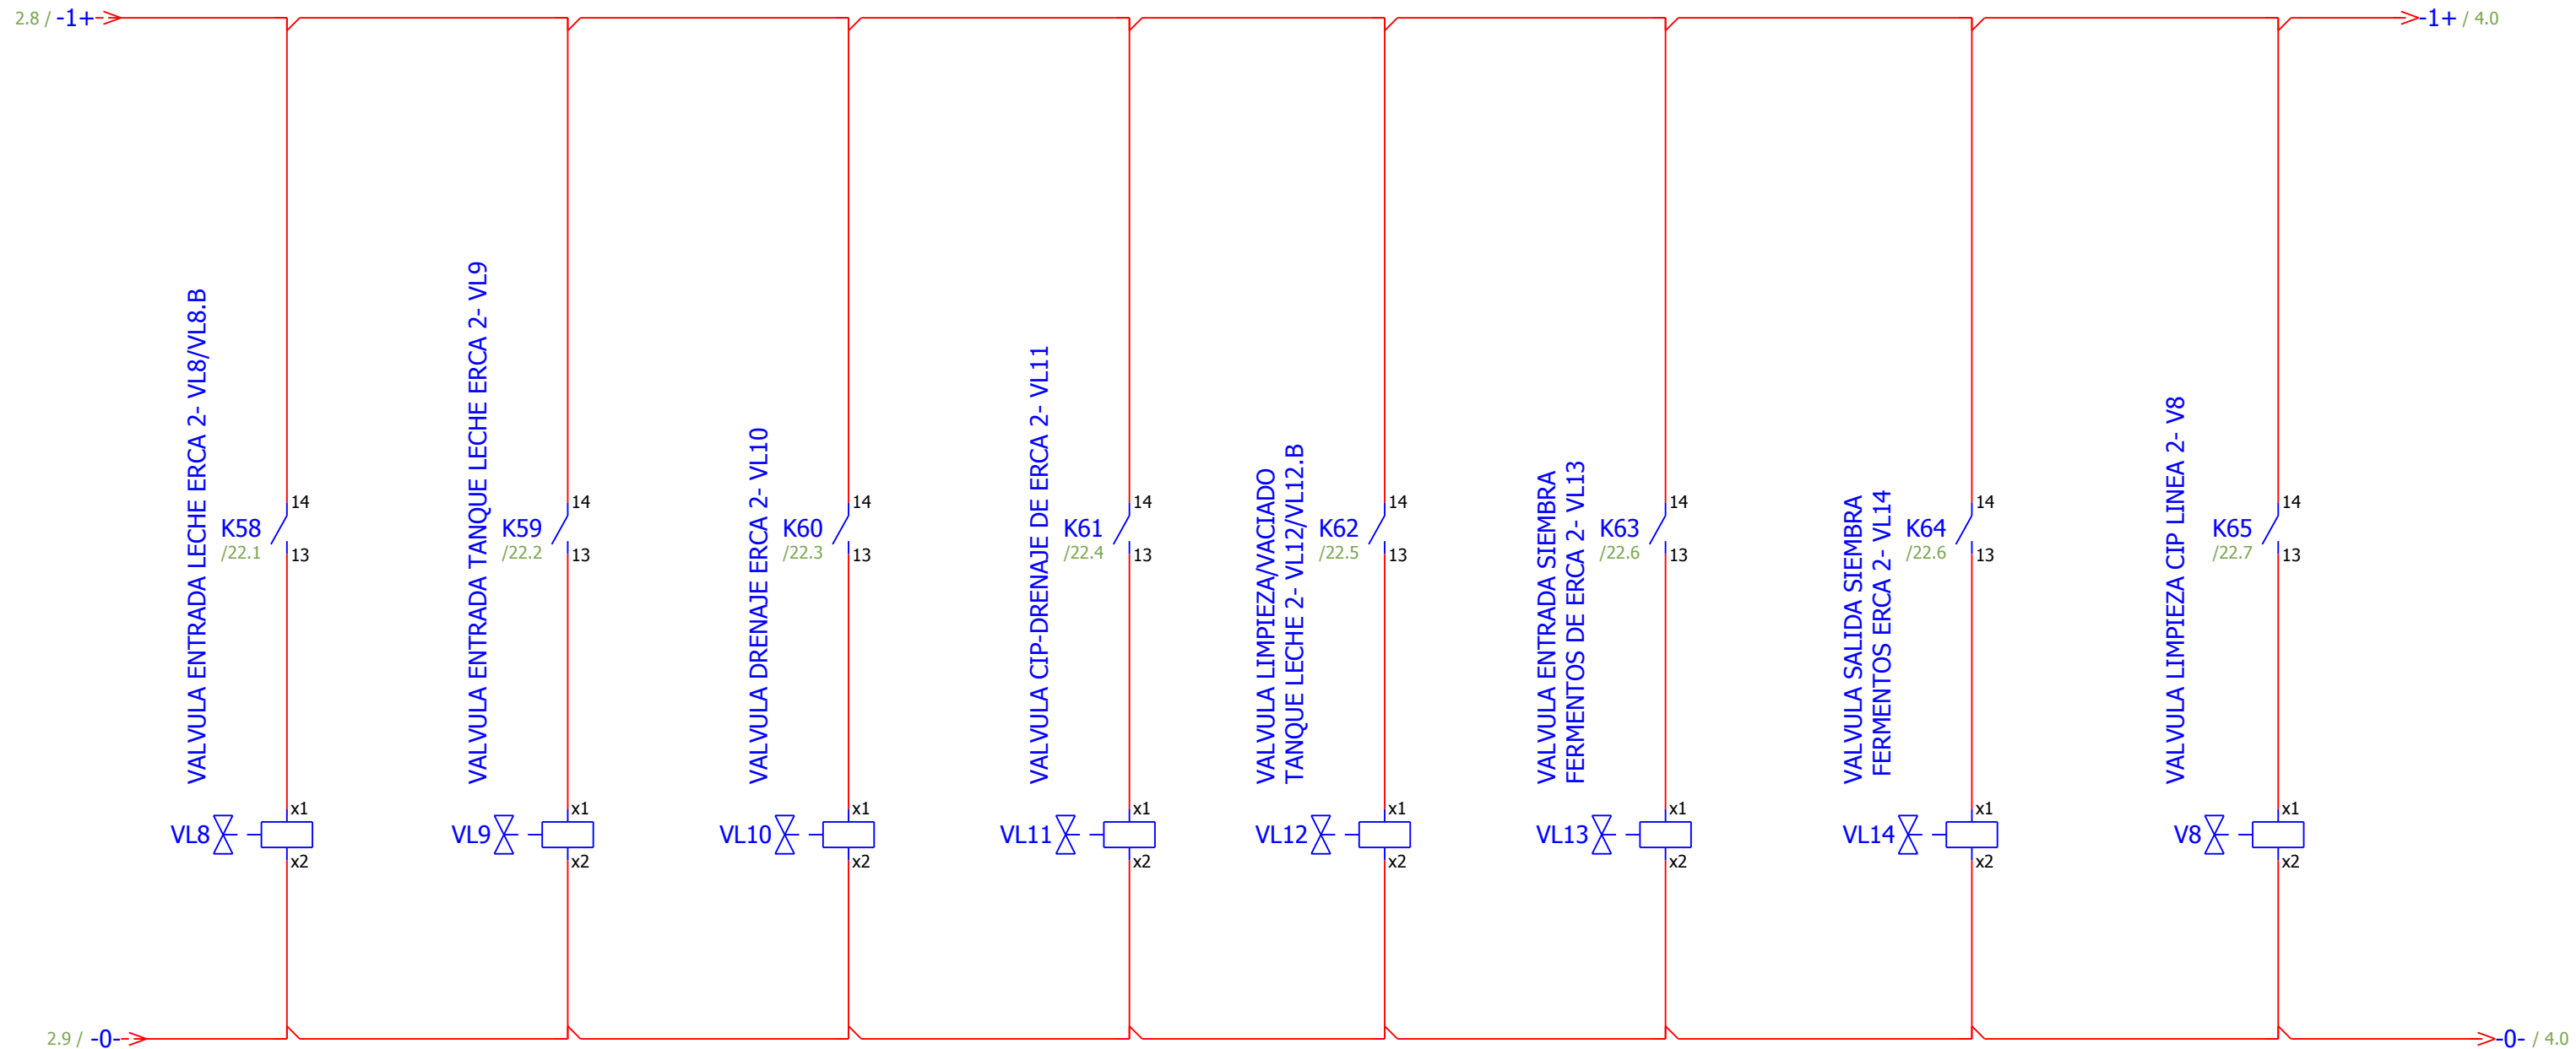 2.8 / -1+
-1+ / 4.0
VALVULA ENTRADA LECHE ERCA 2- VL8/VL8.B
K58
/22.1
14
13
VL8
x1
x2
VALVULA ENTRADA TANQUE LECHE ERCA 2- VL9
K59
/22.2
14
13
VL9
x1
x2
VALVULA DRENAJE ERCA 2- VL10
K60
/22.3
14
13
VL10
x1
x2
VALVULA CIP-DRENAJE DE ERCA 2- VL11
K61
/22.4
14
13
VL11
x1
x2
VALVULA LIMPIEZA/VACIADO
TANQUE LECHE 2- VL12/VL12.B
K62
/22.5
14
13
VL12
x1
x2
VALVULA ENTRADA SIEMBRA
FERMENTOS DE ERCA 2- VL13
K63
/22.6
14
13
VL13
x1
x2
VALVULA SALIDA SIEMBRA
FERMENTOS ERCA 2- VL14
K64
/22.6
14
13
VL14
x1
x2
VALVULA LIMPIEZA CIP LINEA 2- V8
K65
/22.7
14
13
V8
x1
x2
2.9 / -0-
-0- / 4.0